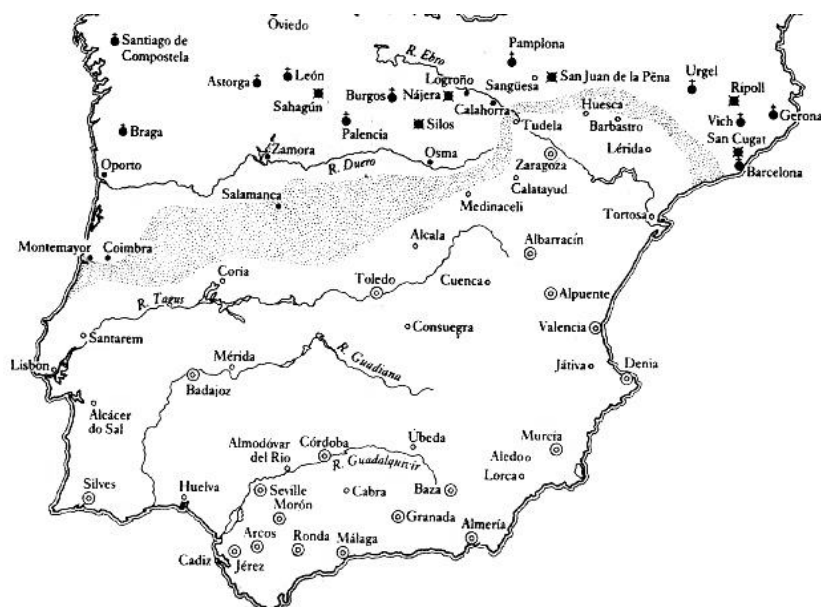 Oviedo
Santiago de
Compostela
R. Ebro
Pamplona
Astorga
León
Sahagún
Burgos
Nájera
Logroño
Sangüesa
San Juan de la Pēna
Urgel
Ripoll
Calahorra
Huesca
Vich
Gerona
Braga
Palencia
Silos
Tudela
Barbastro
San Cugat
Oporto
Zamora
R. Duero
Osma
Zaragoza
Lérida
Barcelona
Salamanca
Medinaceli
Calatayud
Tortosa
Montemayor
Coimbra
Alcala
Albarracín
Coria
Toledo
Cuenca
Alpuente
R. Tagus
Santarem
Consuegra
Valencia
Lisbon
Mérida
R. Guadiana
Játiva
Denia
Badajoz
Alcácer
do Sal
Almodóvar
del Rio
Córdoba
Úbeda
Murcia
R. Guadalquivir
Aledo
Lorca
Silves
Huelva
Seville
Cabra
Baza
Morón
Granada
Almería
Arcos
Ronda
Málaga
Cadiz
Jérez